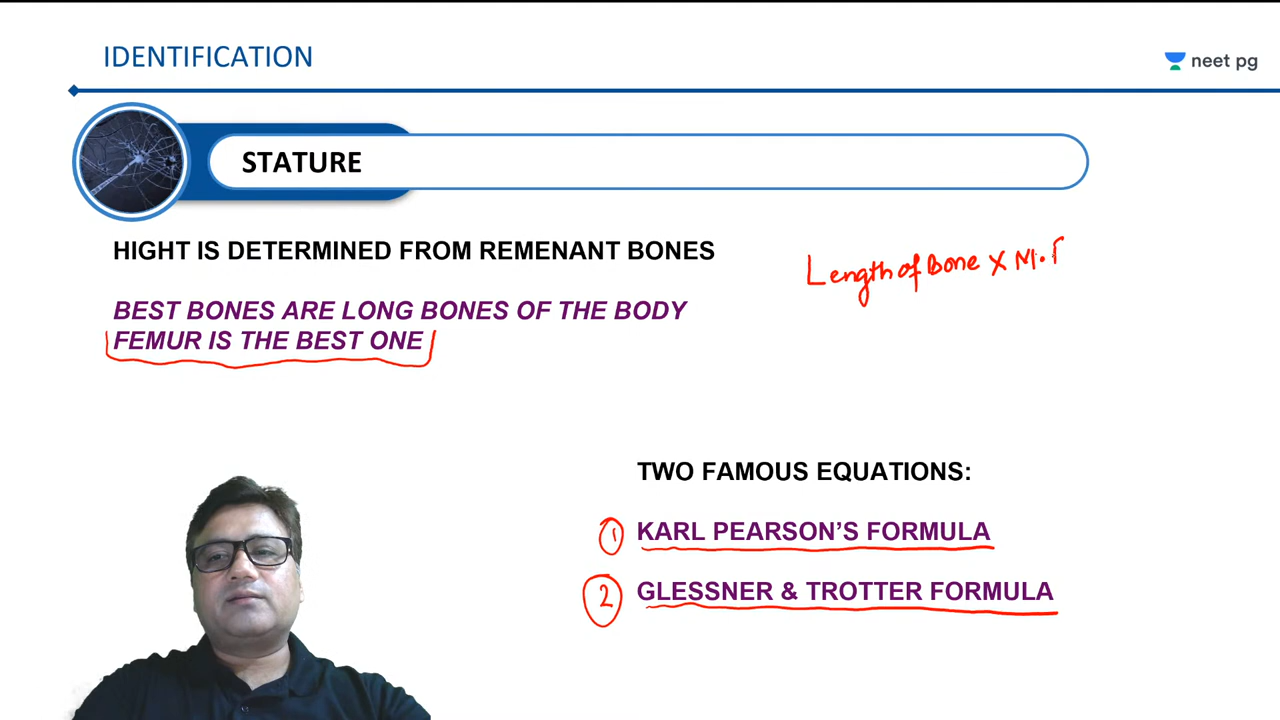 IDENTIFICATION
neet pg
STATURE
HIGHT IS DETERMINED FROM REMENANT BONES
Length of Bone X M.F
BEST BONES ARE LONG BONES OF THE BODY
FEMUR IS THE BEST ONE
TWO FAMOUS EQUATIONS:
1 KARL PEARSON’S FORMULA
2 GLESSNER & TROTTER FORMULA